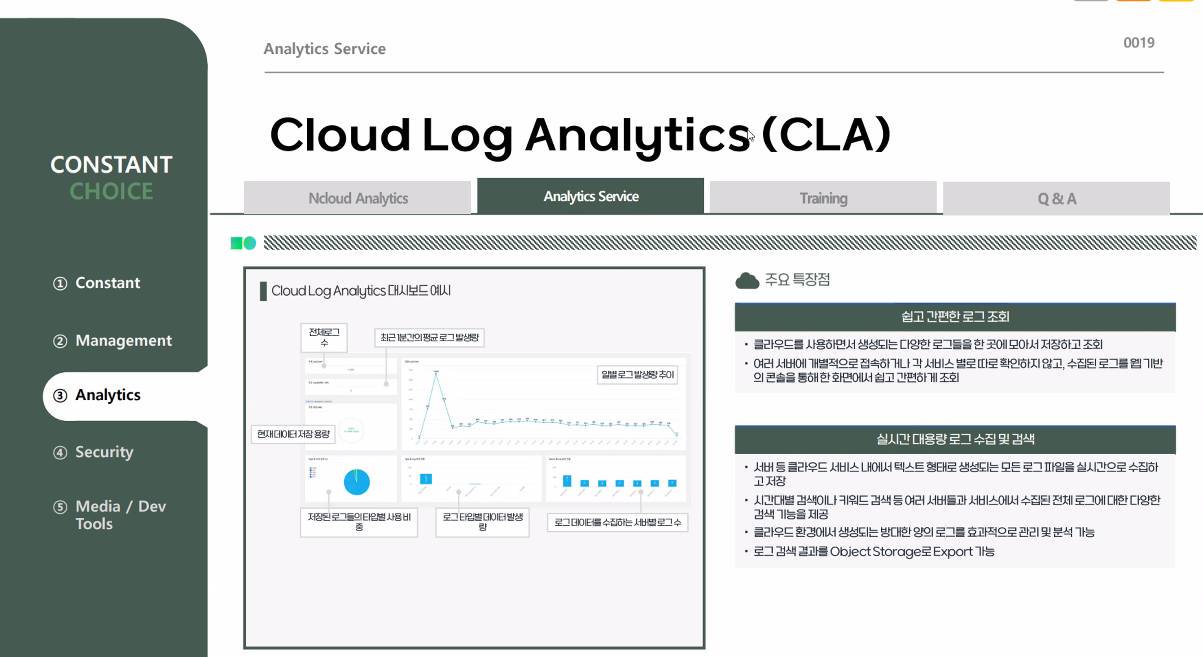 Analytics Service
0019
CONSTANT
CHOICE
① Constant
② Management
③ Analytics
④ Security
⑤ Media / Dev
Tools
Cloud Log Analytics (CLA)
Ncloud Analytics
Analytics Service
Training
Q & A
Cloud Log Analytics 대시보드 예시
전체로그
수
최근 1분간의 평균 로그 발생량
일별 로그 발생량 추이
현재 데이터 저장 용량
저장된 로그들의 타입별 사용 비
중
로그 타입별 데이터 발생
량
로그 데이터를 수집하는 서버별 로그 수
주요 특장점
쉽고 간편한 로그 조회
• 클라우드를 사용하면서 생성되는 다양한 로그들을 한 곳에 모아서 저장하고 조회
• 여러 서버에 개별적으로 접속하거나 각 서비스 별로 따로 확인하지 않고, 수집된 로그를 웹 기반
의 콘솔을 통해 한 화면에서 쉽고 간편하게 조회
실시간 대용량 로그 수집 및 검색
• 서버 등 클라우드 서비스 내에서 텍스트 형태로 생성되는 모든 로그 파일을 실시간으로 수집하
고 저장
• 시간대별 검색이나 키워드 검색 등 여러 서버들과 서비스에서 수집된 전체 로그에 대한 다양한
검색 기능을 제공
• 클라우드 환경에서 생성되는 방대한 양의 로그를 효과적으로 관리 및 분석 가능
• 로그 검색 결과를 Object Storage로 Export 가능